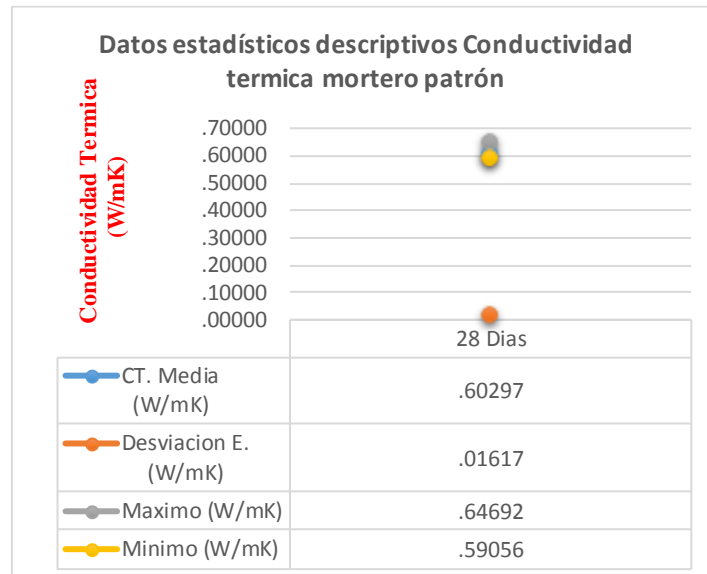 Datos estadísticos descriptivos Conductividad
termica mortero patrón
Conductividad Termica
(W/mK)
.70000
.60000
.50000
.40000
.30000
.20000
.10000
.00000
28 Dias
CT. Media
(W/mK)
.60297
Desviacion E.
(W/mK)
.01617
Maximo (W/mK)
.64692
Minimo (W/mK)
.59056